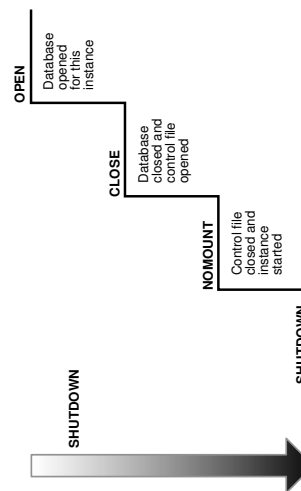 OPEN
Database
opened
for this
instance
CLOSE
Database
closed and
control file
opened
NOMOUNT
Control file
closed and
instance
started
SHUTDOWN
SHUTDOWN